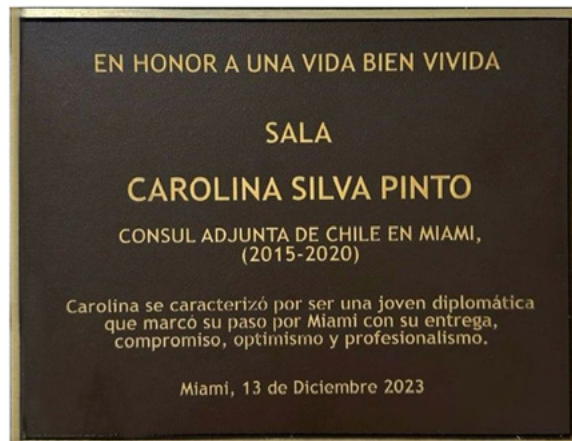 EN HONOR A UNA VIDA BIEN VIVIDA
SALA
CAROLINA SILVA PINTO
CONSUL ADJUNTA DE CHILE EN MIAMI,
(2015-2020)
Carolina se caracterizó por ser una joven diplomática
que marcó su paso por Miami con su entrega,
compromiso, optimismo y profesionalismo.
Miami, 13 de Diciembre 2023